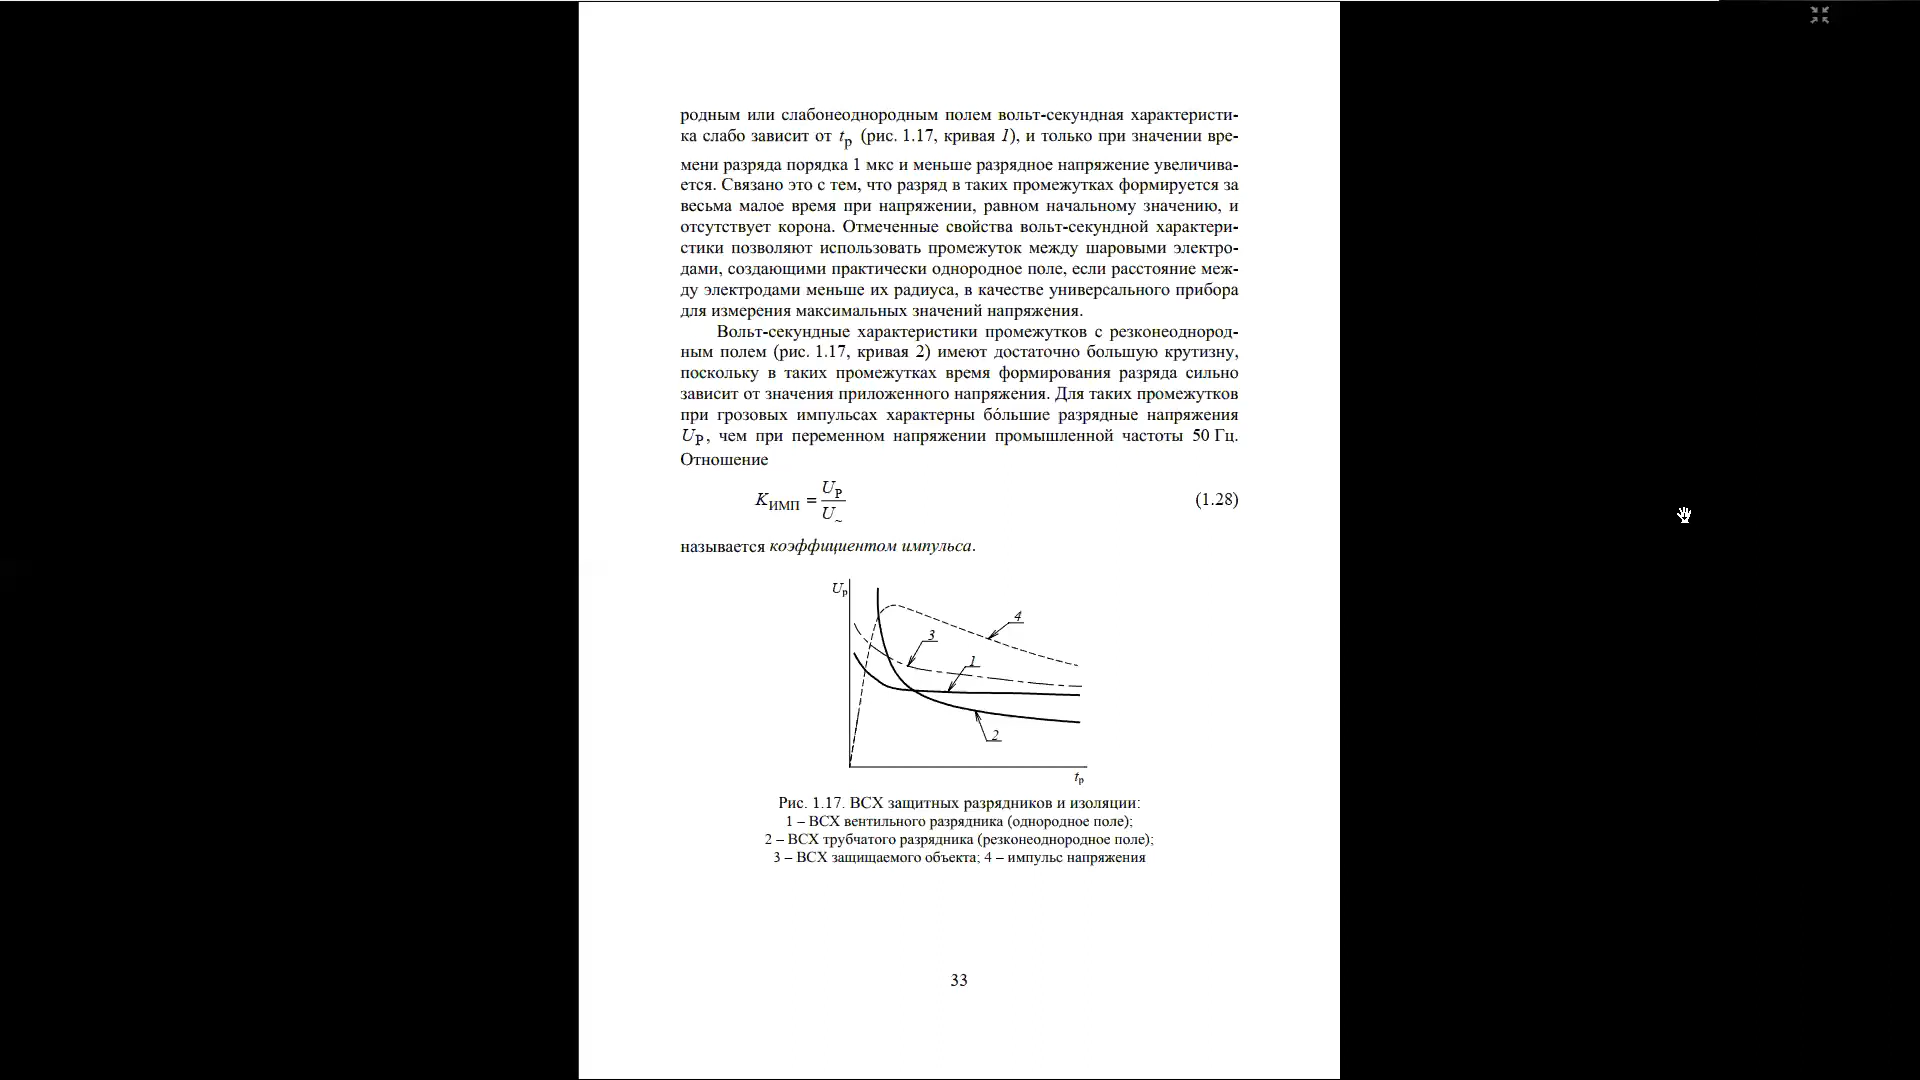 родным или слабонеоднородным полем вольт-секундная характеристи-
ка слабо зависит от tр (рис. 1.17, кривая 1), и только при значении вре-
мени разряда порядка 1 мкс и меньше разрядное напряжение увеличива-
ется. Связано это с тем, что разряд в таких промежутках формируется за
весьма малое время при напряжении, равном начальному значению, и
отсутствует корона. Отмеченные свойства вольт-секундной характери-
стики позволяют использовать промежуток между шаровыми электро-
дами, создающими практически однородное поле, если расстояние меж-
ду электродами меньше их радиуса, в качестве универсального прибора
для измерения максимальных значений напряжения.
Вольт-секундные характеристики промежутков с резконеоднород-
ным полем (рис. 1.17, кривая 2) имеют достаточно большую крутизну,
поскольку в таких промежутках время формирования разряда сильно
зависит от значения приложенного напряжения. Для таких промежутков
при грозовых импульсах характерны бо́льшие разрядные напряжения
UР, чем при переменном напряжении промышленной частоты 50 Гц.
Отношение
KИМП = UР / U~ (1.28)
называется коэффициентом импульса.
Uр
4
3
1
2
tр
Рис. 1.17. ВСХ защитных разрядников и изоляции:
1 – ВСХ вентильного разрядника (однородное поле);
2 – ВСХ трубчатого разрядника (резконеоднородное поле);
3 – ВСХ защищаемого объекта; 4 – импульс напряжения
33